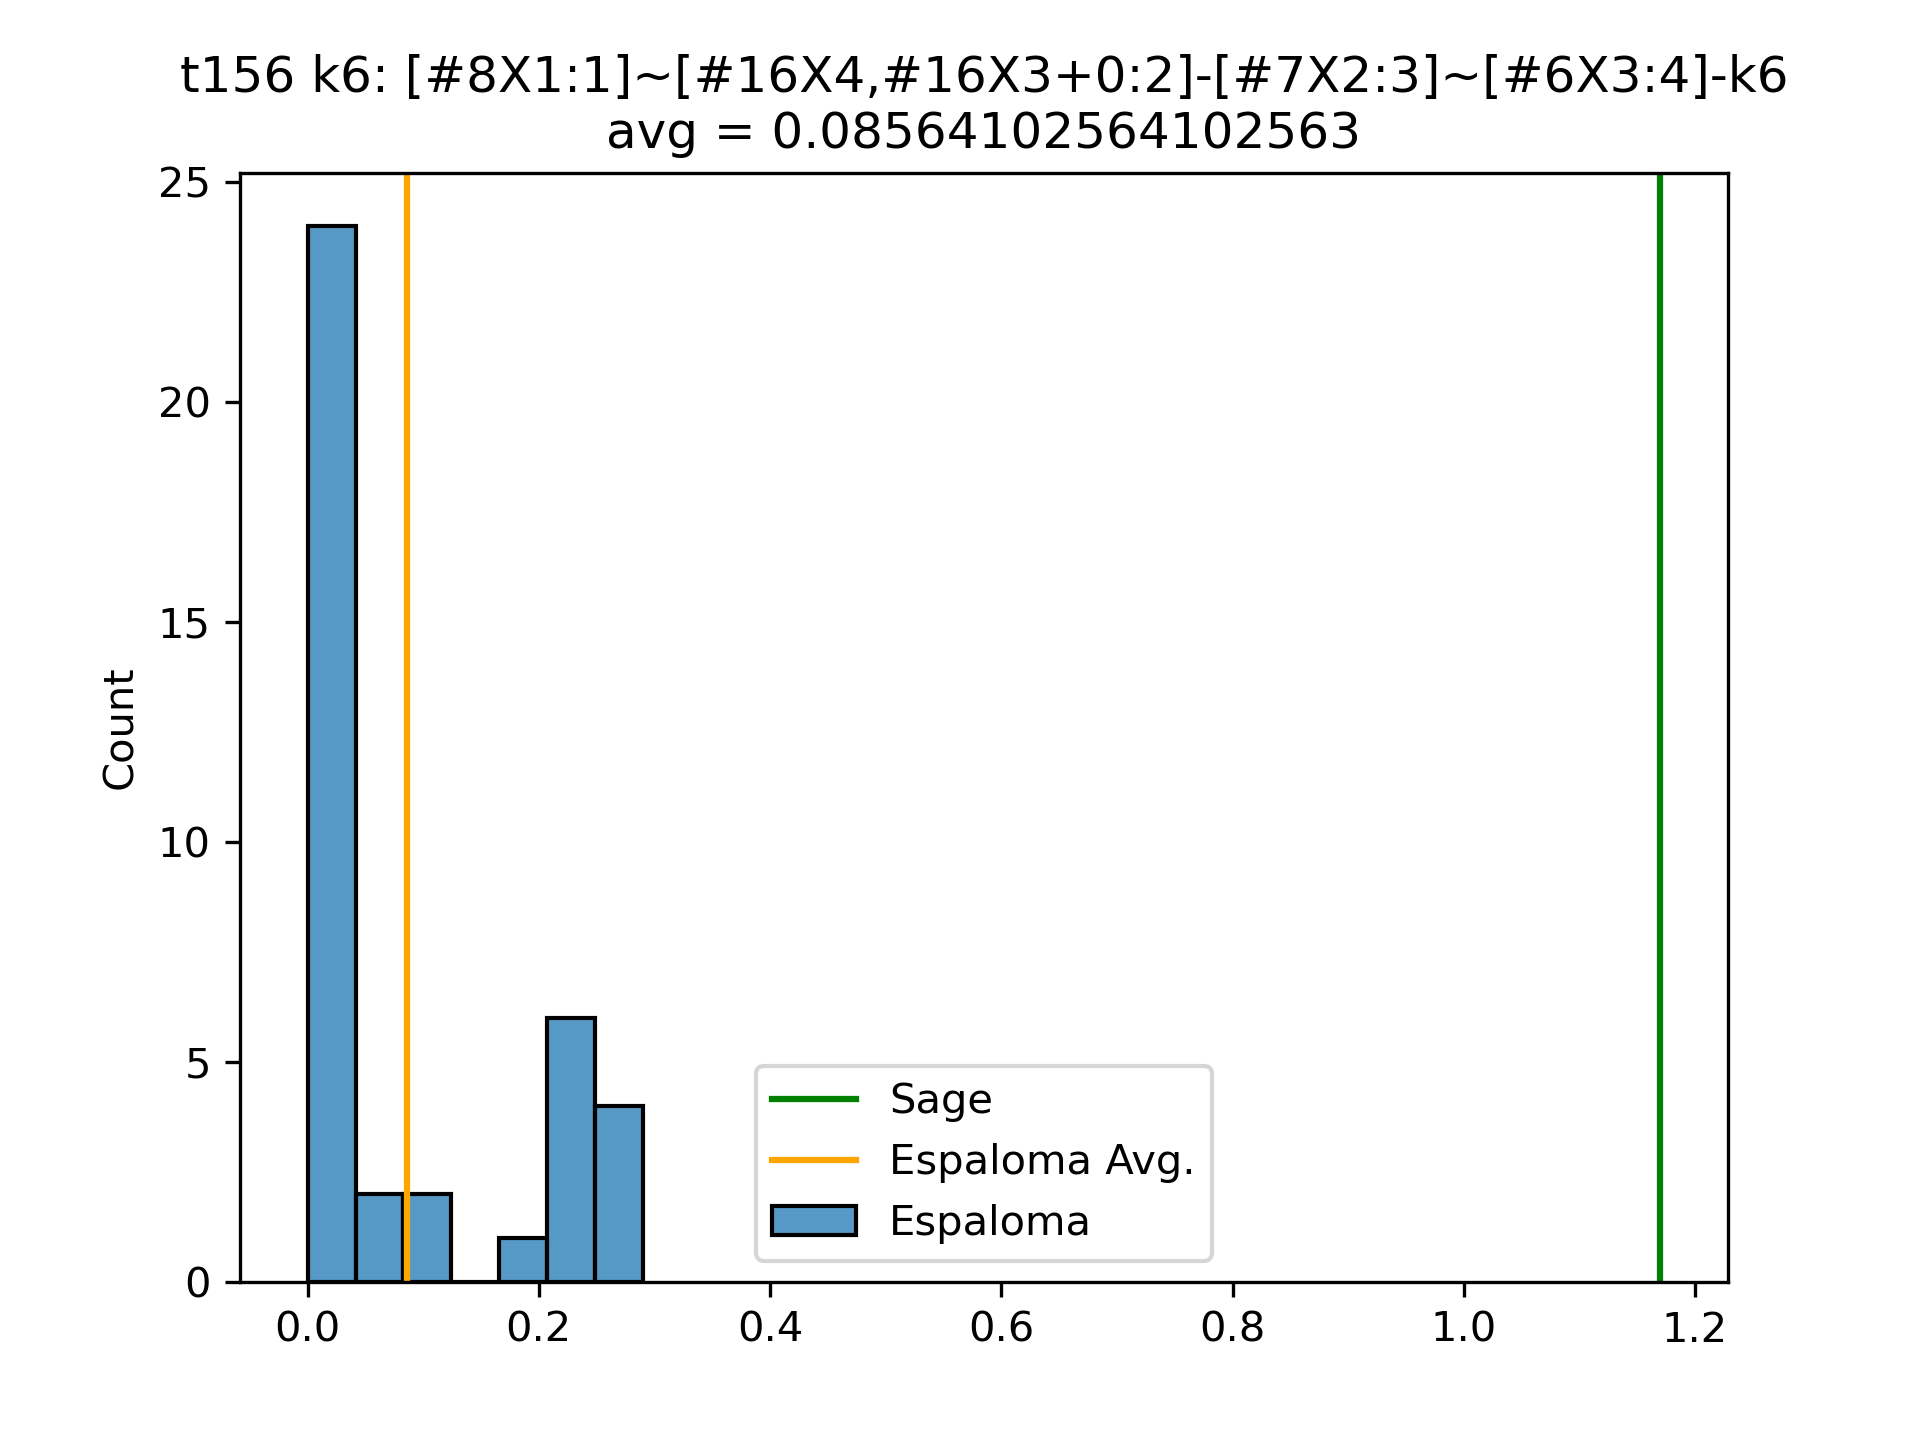 t156 k6: [#8X1:1]~[#16X4,#16X3+0:2]-[#7X2:3]~[#6X3:4]-k6
avg = 0.08564102564102563
25
20
15
10
5
0
Count
Sage
Espaloma Avg.
Espaloma
0.0 0.2 0.4 0.6 0.8 1.0 1.2